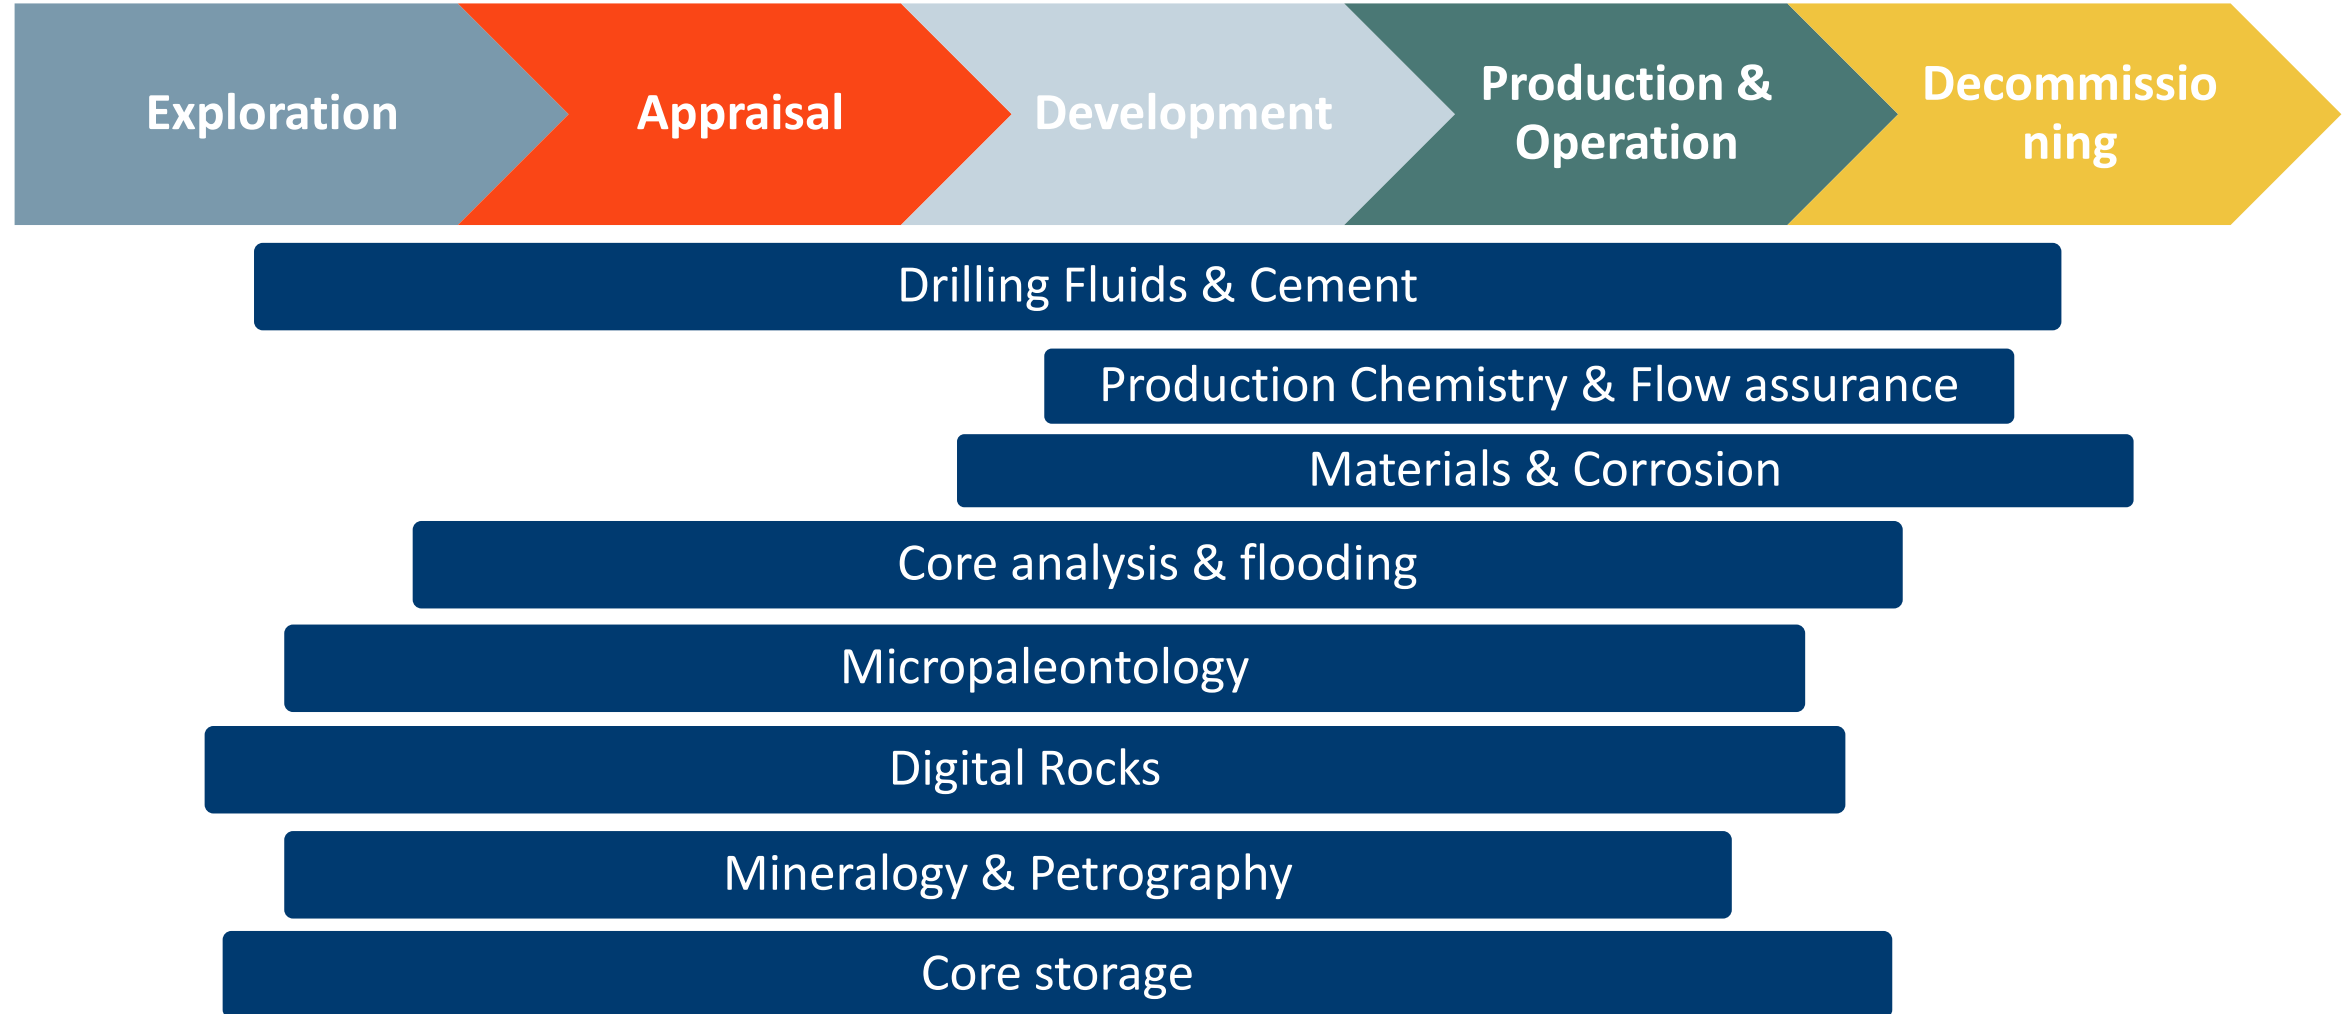 Exploration
Appraisal
Development
Production &
Operation
Decommissio
ning
Drilling Fluids & Cement
Production Chemistry & Flow assurance
Materials & Corrosion
Core analysis & flooding
Micropaleontology
Digital Rocks
Mineralogy & Petrography
Core storage